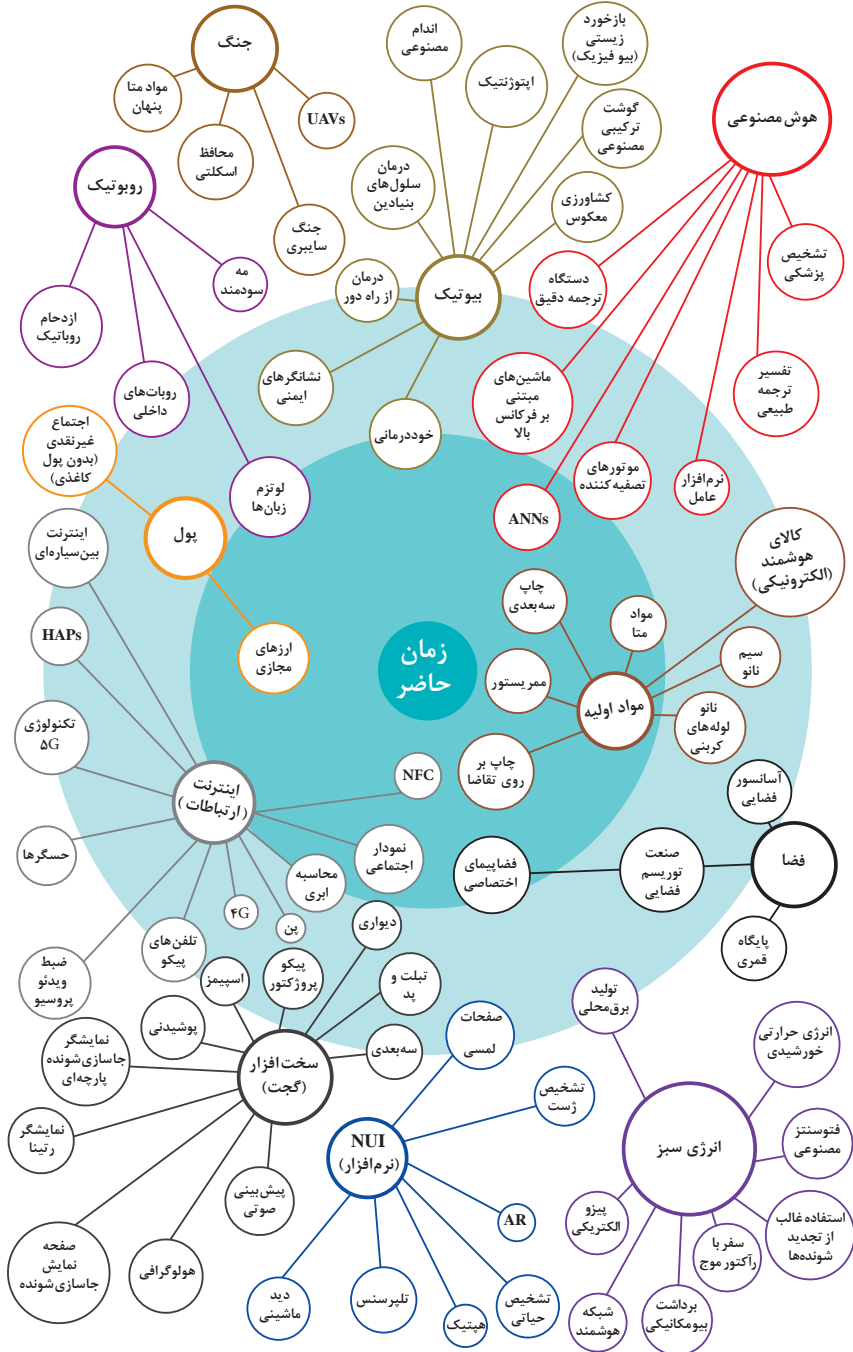 جنگ
مواد متا
پنهان
محافظ
اسکلتی
جنگ
سایبری
UAVs
اندام
مصنوعی
اپتوژنتیک
بازخورد
زیستی
(بیو فیزیک)
گوشت
ترکیبی
مصنوعی
درمان
سلول‌های
بنیادین
کشاورزی
معکوس
درمان
از راه دور
بیوتیک
نشانگرهای
ایمنی
خوددرمانی
هوش مصنوعی
تشخیص
پزشکی
دستگاه
ترجمه دقیق
تفسیر
ترجمه
طبیعی
ماشین‌های
مبتنی
بر فرکانس
بالا
موتورهای
تصفیه کننده
نرم‌افزار
عامل
ANNs
روبوتیک
مه
سودمند
ازدحام
روباتیک
روبات‌های
داخلی
لوتزم
زبان‌ها
اجتماع
غیرنقدی
(بدون پول
کاغذی)
پول
ارزهای
مجازی
زمان
حاضر
کالای
هوشمند
(الکترونیکی)
چاپ
سه‌بعدی
مواد
متا
سیم
نانو
ممریستور
مواد اولیه
نانو
لوله‌های
کربنی
چاپ بر
روی تقاضا
اینترنت
بین‌سیاره‌ای
HAPs
تکنولوژی
۵G
اینترنت
(ارتباطات)
NFC
حسگرها
نمودار
اجتماعی
محاسبه
ابری
۴G
پن
تلفن‌های
پیکو
ضبط
ویدئو
پروسیو
آسانسور
فضایی
فضا
صنعت
توریسم
فضایی
فضاپیمای
اختصاصی
پایگاه
قمری
دیواری
پیکو
پروژکتور
اسپیمز
تبلت و
پد
پوشیدنی
سه‌بعدی
سخت‌افزار
(گجت)
نمایشگر
جاسازی‌شونده
پارچه‌ای
نمایشگر
رتینا
پیش‌بینی
صوتی
هولوگرافی
صفحه
نمایش
جاسازی‌شونده
صفحات
لمسی
تشخیص
ژست
NUI
(نرم‌افزار)
AR
تشخیص
حیاتی
هپتیک
تلپرسنس
دید
ماشینی
تولید
برق‌محلی
انرژی حرارتی
خورشیدی
انرژی سبز
فتوسنتز
مصنوعی
پیزو
الکتریکی
استفاده غالب
از تجدید
شونده‌ها
سفر با
رآکتور موج
برداشت
بیومکانیکی
شبکه
هوشمند